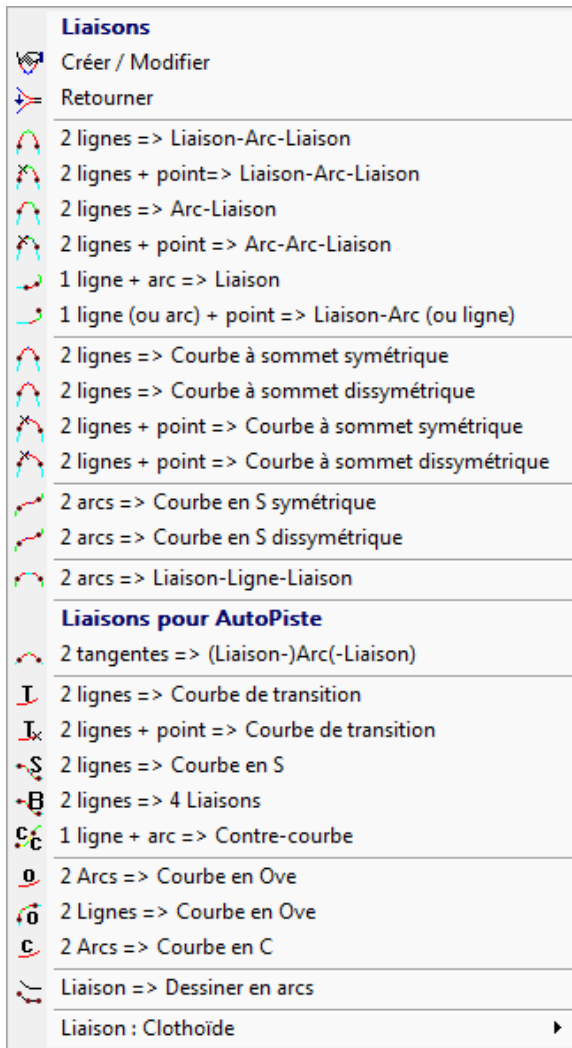 Liaisons
Créer / Modifier
Retourner
2 lignes => Liaison-Arc-Liaison
2 lignes + point=> Liaison-Arc-Liaison
2 lignes => Arc-Liaison
2 lignes + point => Arc-Arc-Liaison
1 ligne + arc => Liaison
1 ligne (ou arc) + point => Liaison-Arc (ou ligne)
2 lignes => Courbe à sommet symétrique
2 lignes => Courbe à sommet dissymétrique
2 lignes + point => Courbe à sommet symétrique
2 lignes + point => Courbe à sommet dissymétrique
2 arcs => Courbe en S symétrique
2 arcs => Courbe en S dissymétrique
2 arcs => Liaison-Ligne-Liaison
Liaisons pour AutoPiste
2 tangentes => (Liaison-)Arc(-Liaison)
T 2 lignes => Courbe de transition
Tx 2 lignes + point => Courbe de transition
S 2 lignes => Courbe en S
B 2 lignes => 4 Liaisons
CC 1 ligne + arc => Contre-courbe
O 2 Arcs => Courbe en Ove
O 2 Lignes => Courbe en Ove
C 2 Arcs => Courbe en C
Liaison => Dessiner en arcs
Liaison : Clothoïde